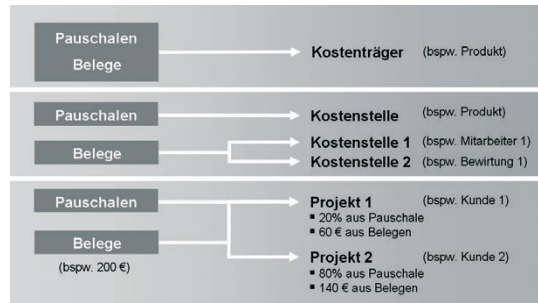 Pauschalen
Belege
Kostenträger (bspw. Produkt)
Pauschalen
Kostenstelle (bspw. Produkt)
Belege
Kostenstelle 1 (bspw. Mitarbeiter 1)
Kostenstelle 2 (bspw. Bewirtung 1)
Pauschalen
Projekt 1 (bspw. Kunde 1)
▪ 20% aus Pauschale
▪ 60 € aus Belegen
Belege
(bspw. 200 €)
Projekt 2 (bspw. Kunde 2)
▪ 80% aus Pauschale
▪ 140 € aus Belegen